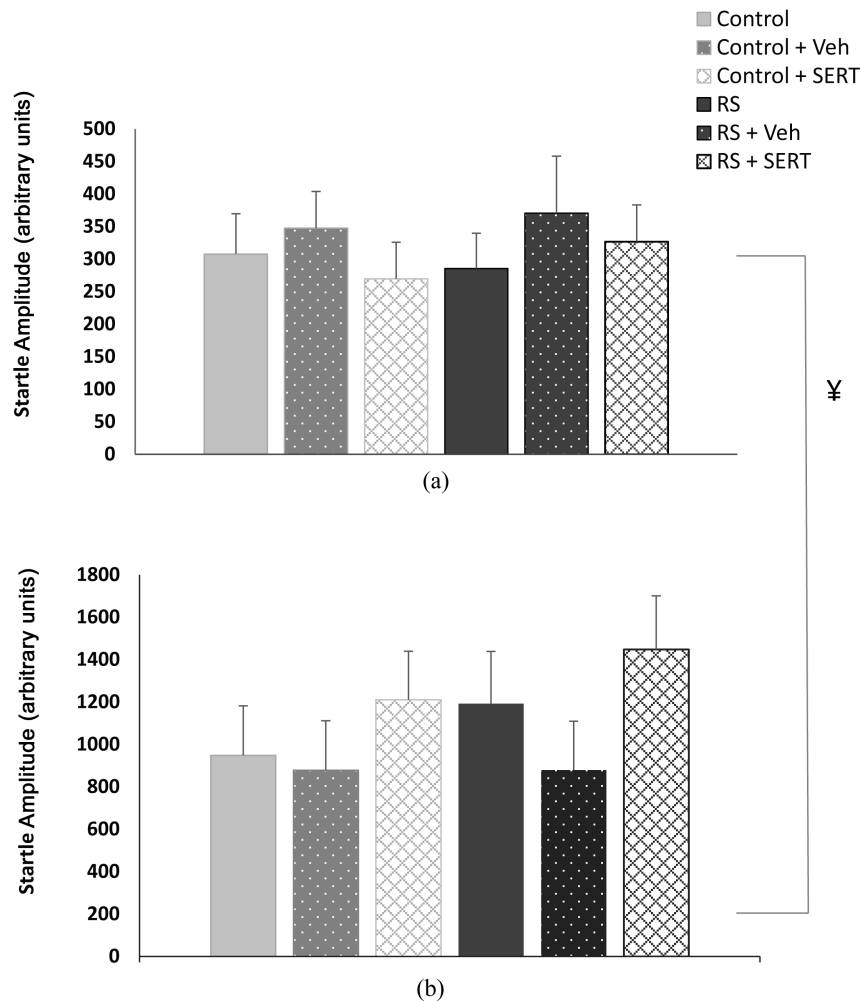 Control
Control + Veh
Control + SERT
RS
RS + Veh
RS + SERT
Startle Amplitude (arbitrary units)
500
450
400
350
300
250
200
150
100
50
0
(a)
¥
Startle Amplitude (arbitrary units)
1800
1600
1400
1200
1000
800
600
400
200
0
(b)